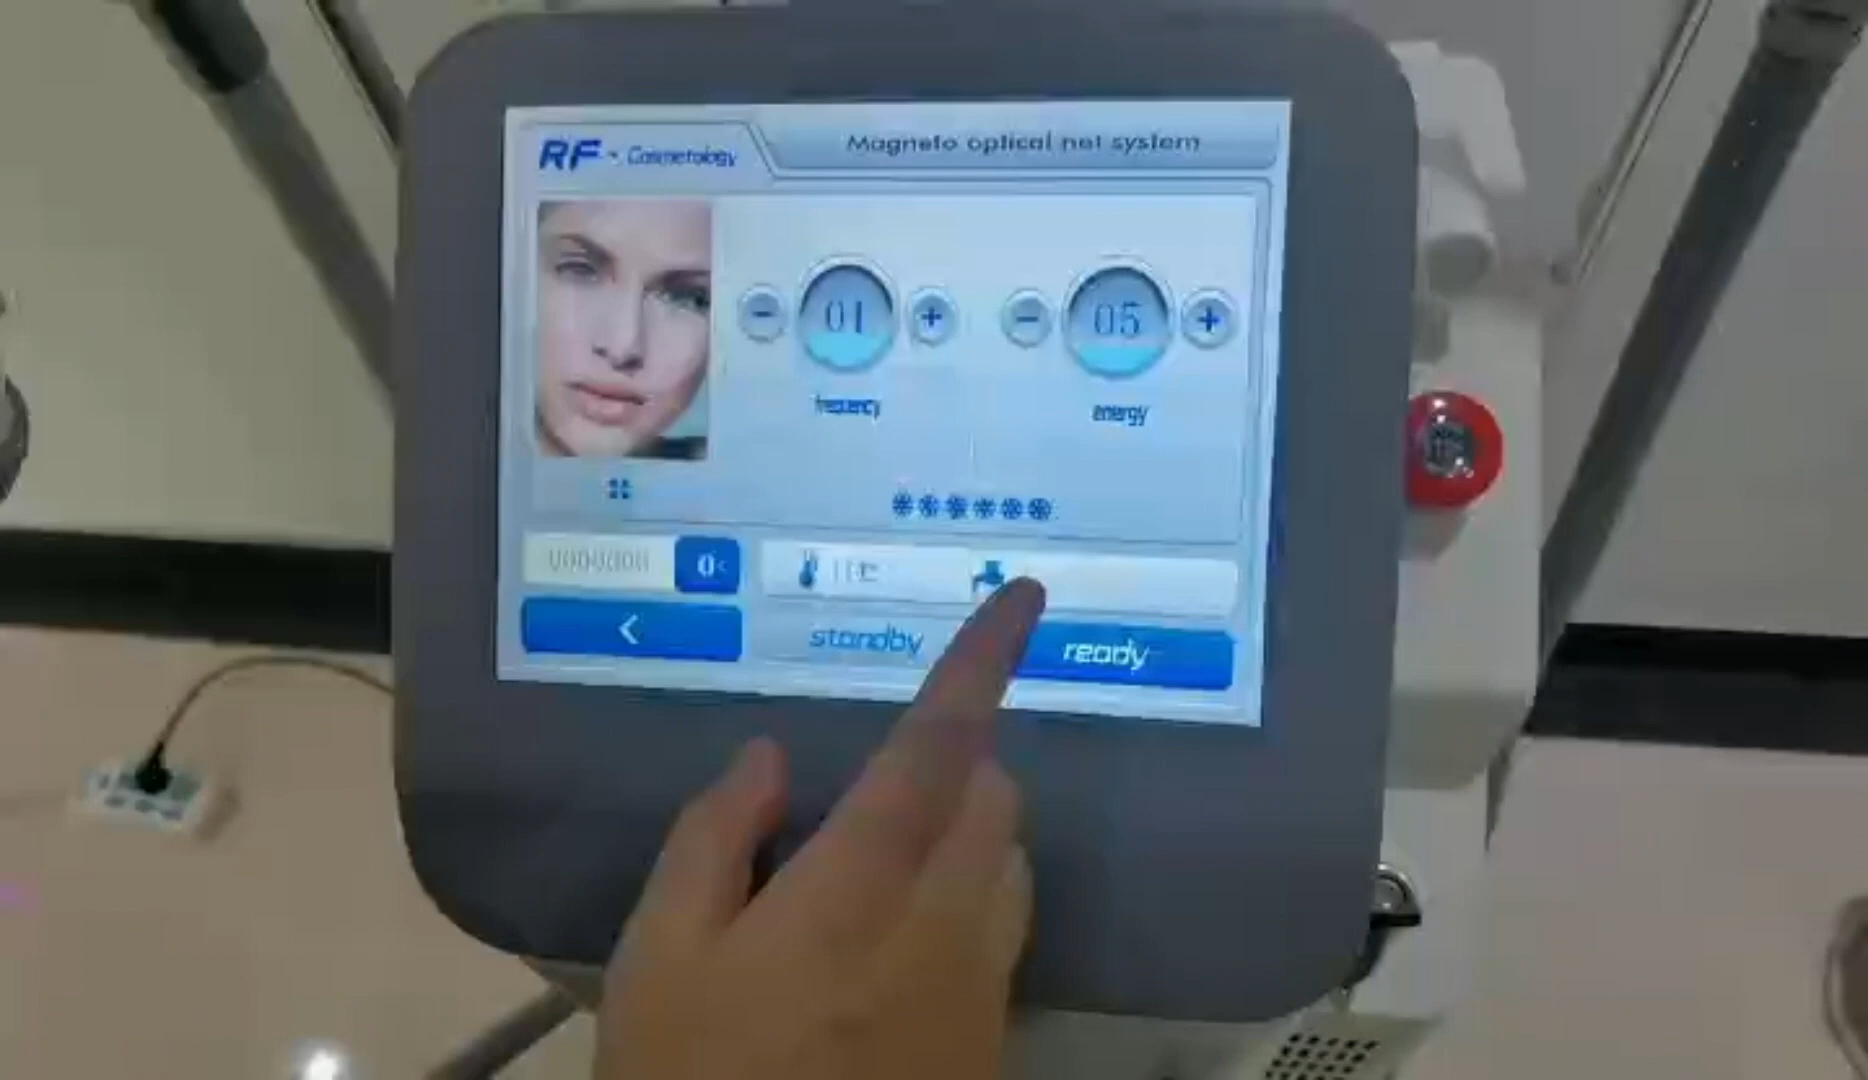 RF - Cosmetology
Magneto optical net system
01
05
frequency
energy
standby
ready